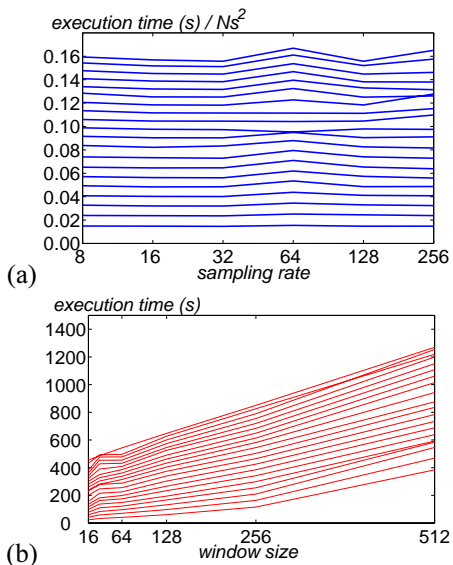 execution time (s) / Ns²
0.16
0.14
0.12
0.10
0.08
0.06
0.04
0.02
0.00
8 16 32 64 128 256
(a) sampling rate
execution time (s)
1400
1200
1000
800
600
400
200
0
16 64 128 256 512
(b) window size